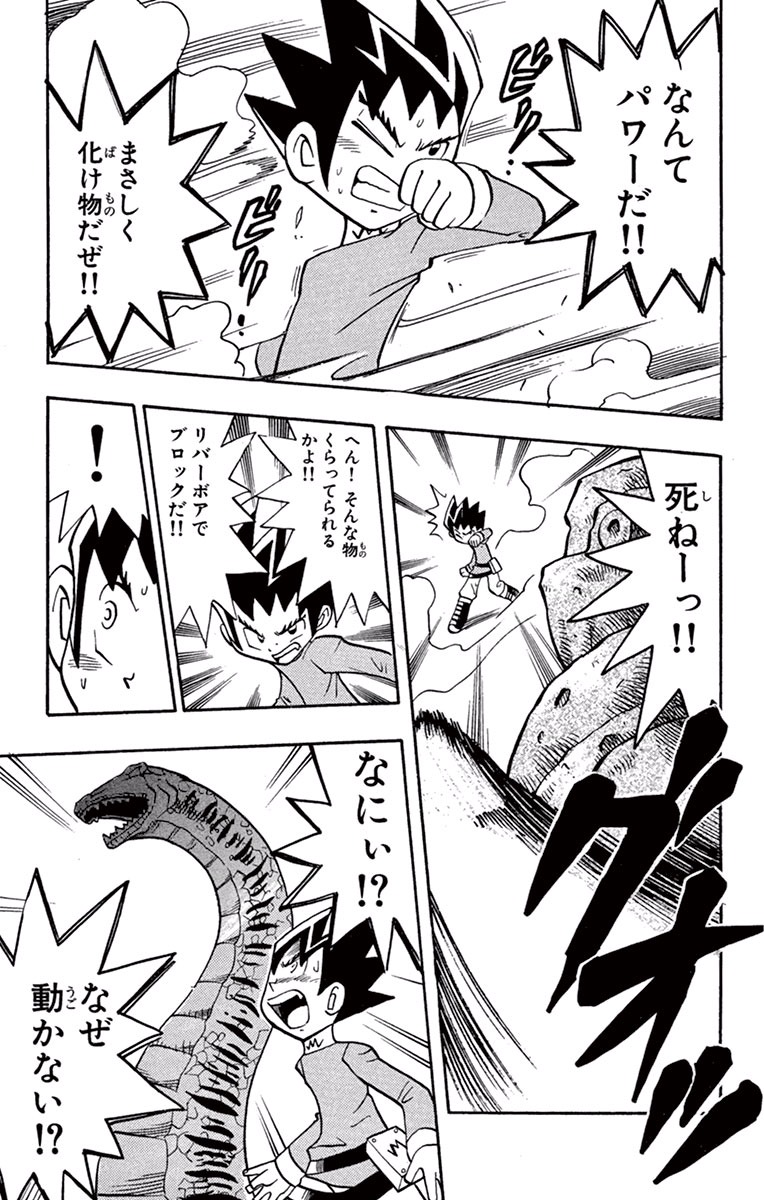 なんて
パワーだ!!
ビリ…
ビリ…
まさしく
化け物だぜ!!
死ねーっ!!
グオオッ
へん!そんな物
くらってられる
かよ!!
リバーボアで
ブロックだ!!
!
なにぃ!?
なぜ
動かない!?